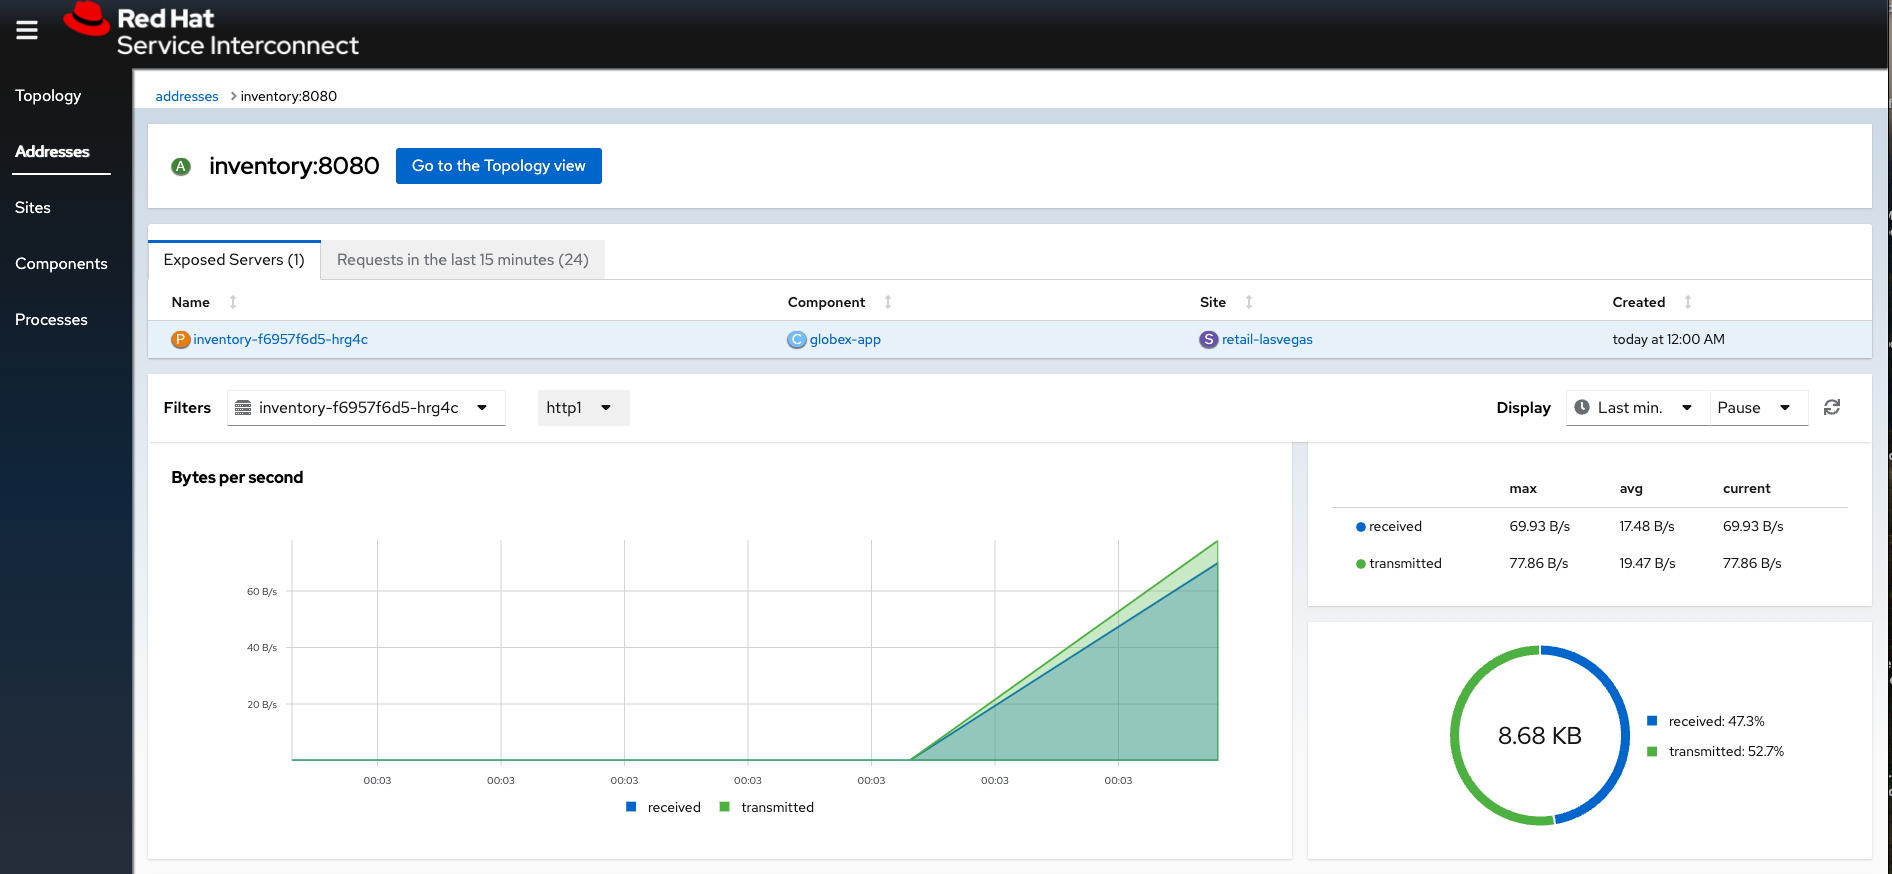 Red Hat
Service Interconnect
Topology
Addresses
Sites
Components
Processes
addresses > inventory:8080
A inventory:8080 Go to the Topology view
Exposed Servers (1) Requests in the last 15 minutes (24)
Name Component Site Created
P inventory-f6957f6d5-hrg4c C globex-app S retail-lasvegas today at 12:00 AM
Filters inventory-f6957f6d5-hrg4c http1 Display Last min. Pause
Bytes per second
60 B/s
40 B/s
20 B/s
00:03 00:03 00:03 00:03 00:03 00:03 00:03
received transmitted
max avg current
received 69.93 B/s 17.48 B/s 69.93 B/s
transmitted 77.86 B/s 19.47 B/s 77.86 B/s
8.68 KB
received: 47.3%
transmitted: 52.7%